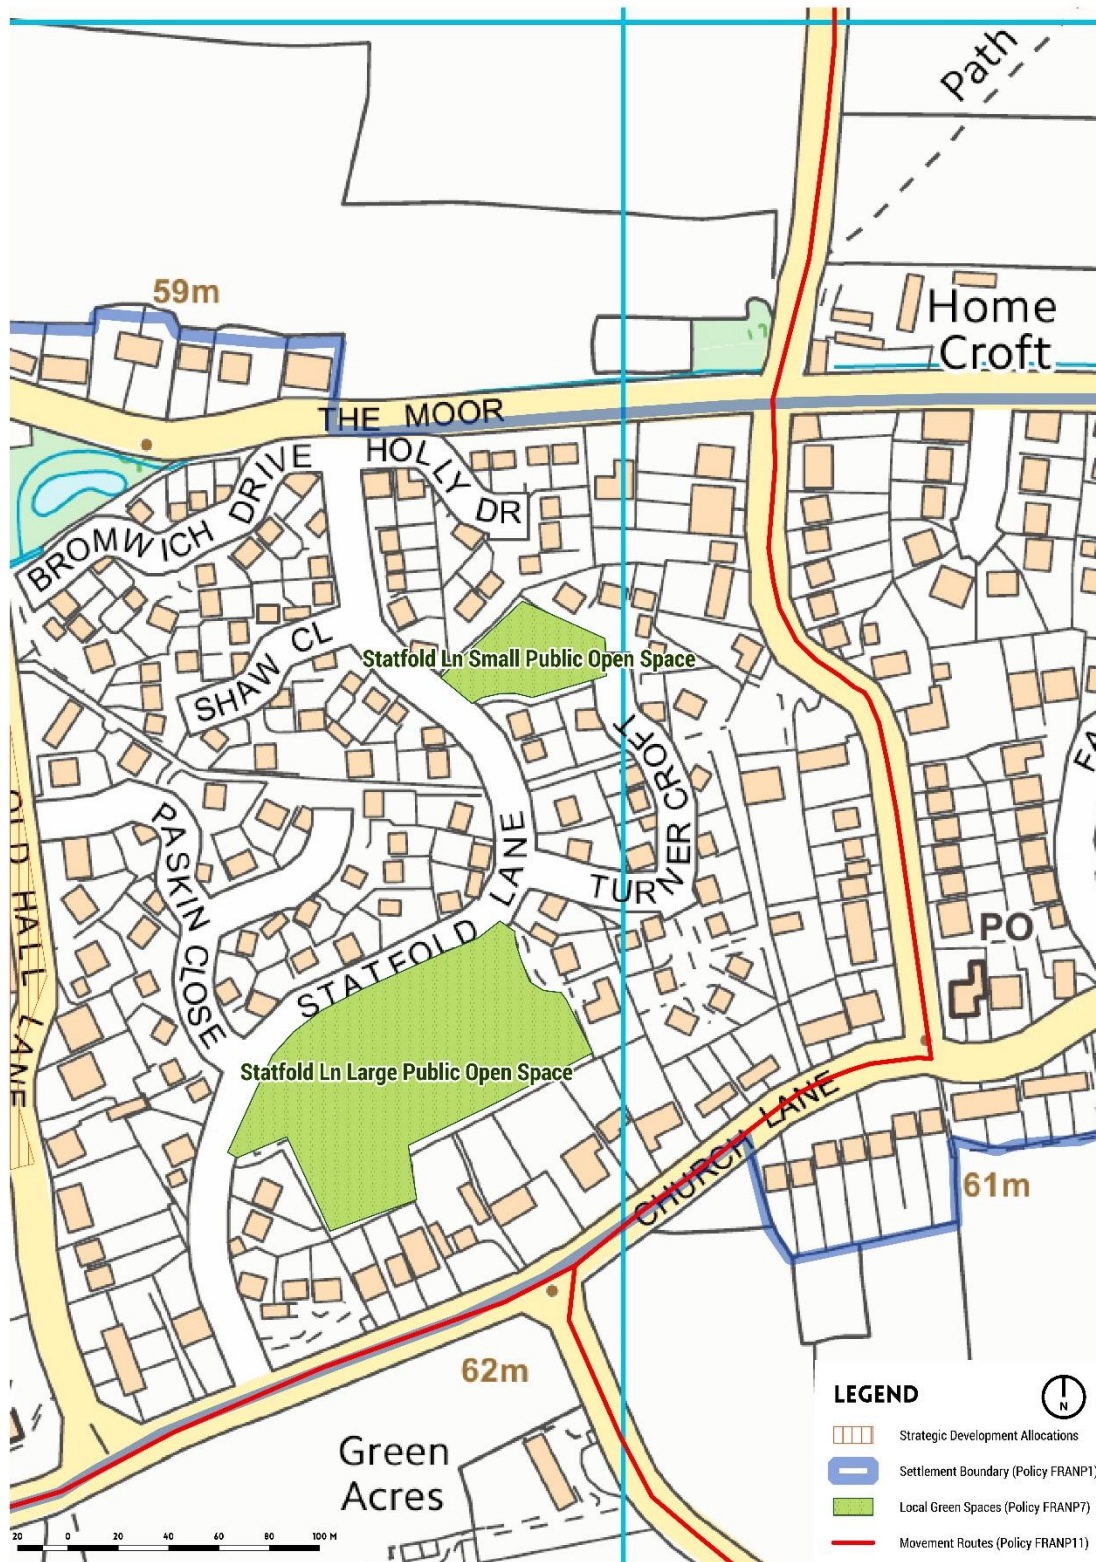 Path
59m
Home
Croft
THE MOOR
HOLLY DR
BROMWICH DRIVE
Statfold Ln Small Public Open Space
SHAW CL
TURNER CROFT
PASKIN CLOSE
STATFOLD LANE
OLD HALL LANE
PO
Statfold Ln Large Public Open Space
CHURCH LANE
61m
62m
Green
Acres
LEGEND
N
Strategic Development Allocations
Settlement Boundary (Policy FRANP1)
Local Green Spaces (Policy FRANP7)
Movement Routes (Policy FRANP11)
20 0 20 40 60 80 100 M